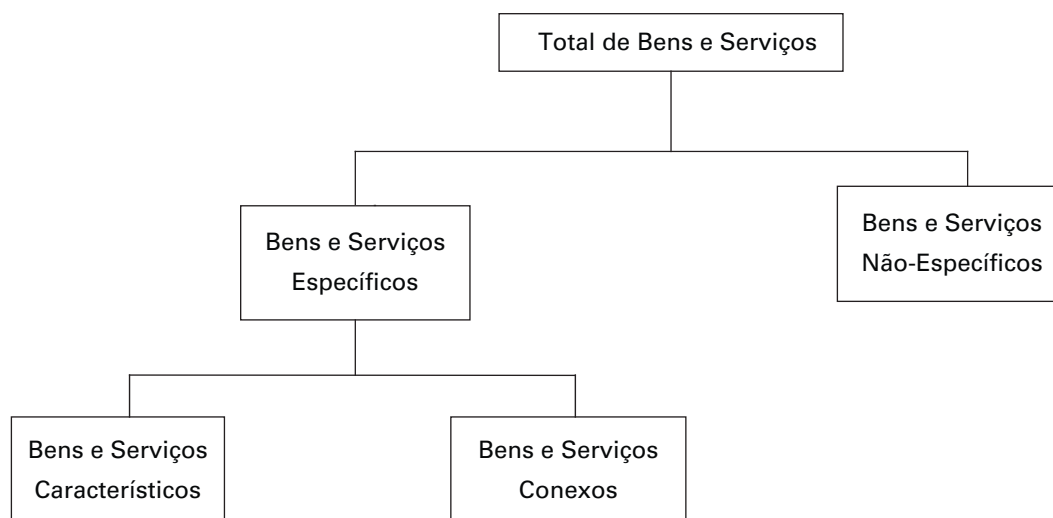 Total de Bens e Serviços
Bens e Serviços
Específicos
Bens e Serviços
Não-Específicos
Bens e Serviços
Característicos
Bens e Serviços
Conexos